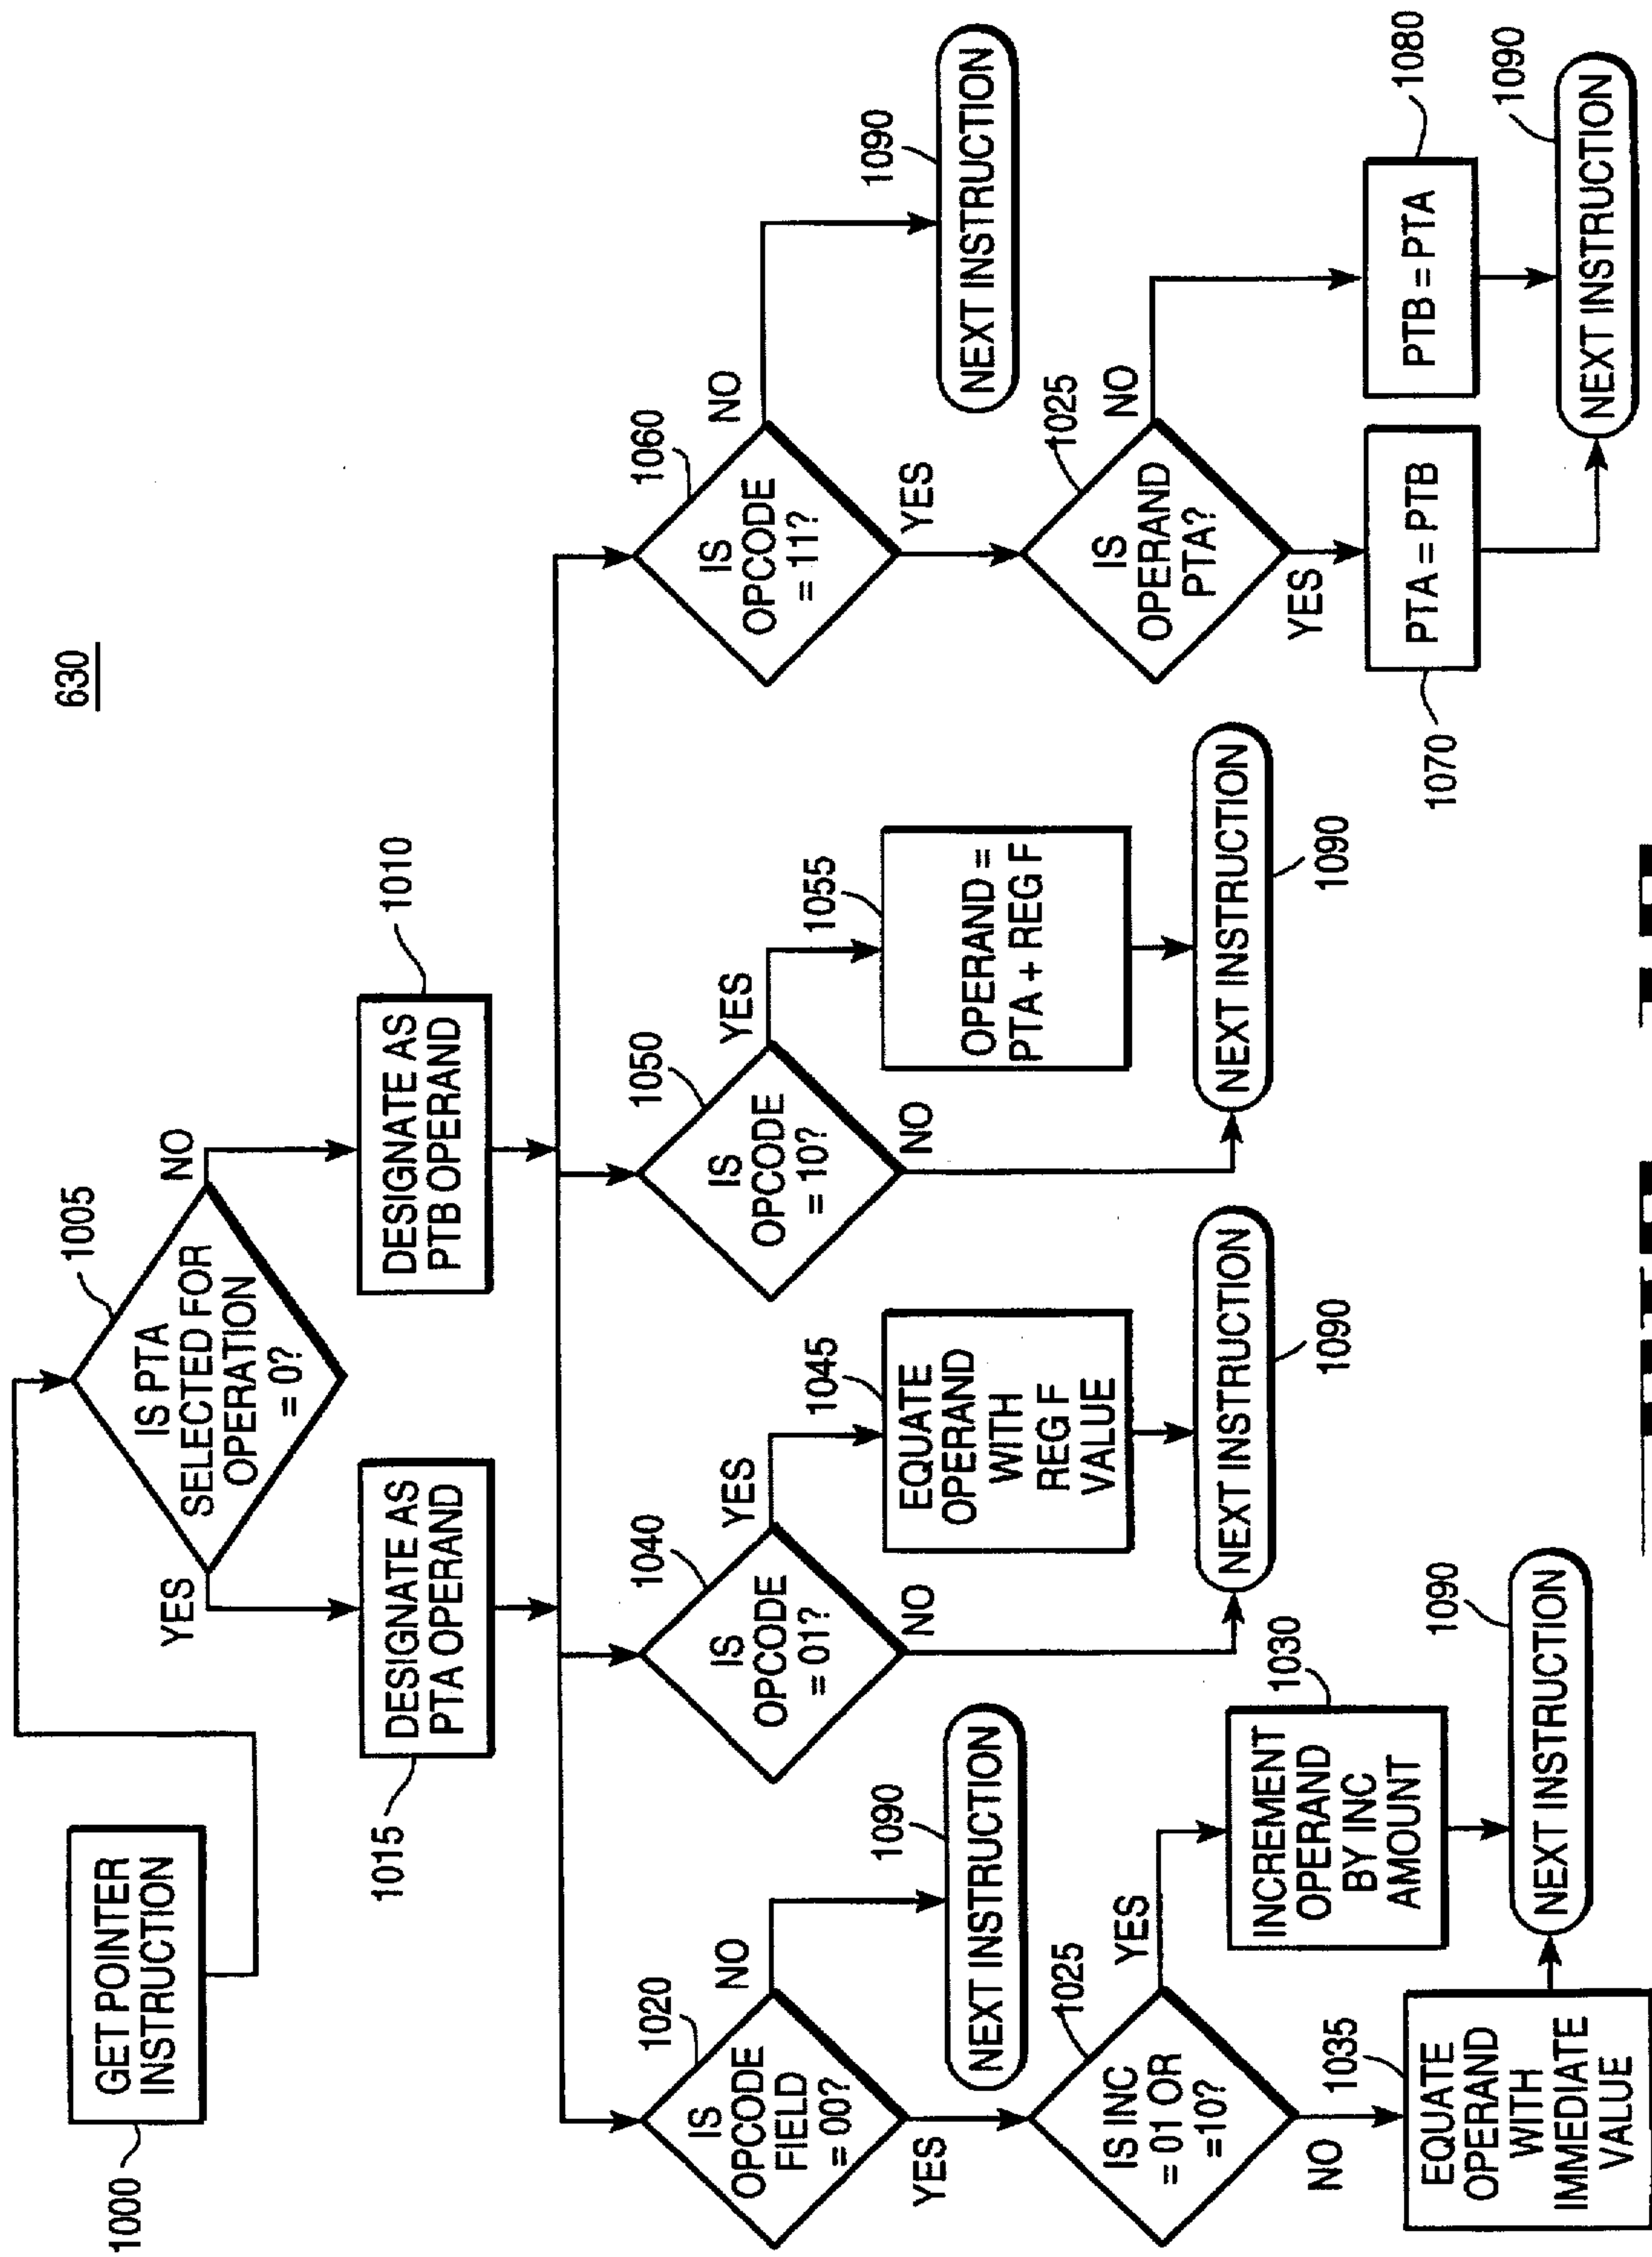 630
1000
GET POINTER
INSTRUCTION
1005
IS PTA
SELECTED FOR
OPERATION
= 0?
YES
NO
1015
DESIGNATE AS
PTA OPERAND
1010
DESIGNATE AS
PTB OPERAND
1020
IS
OPCODE
FIELD
= 00?
NO
YES
1090
NEXT INSTRUCTION
1025
IS INC
= 01 OR
=10?
YES
NO
1030
INCREMENT
OPERAND
BY INC
AMOUNT
1035
EQUATE
OPERAND
WITH
IMMEDIATE
VALUE
1090
NEXT INSTRUCTION
1040
IS
OPCODE
= 01?
YES
NO
1045
EQUATE
OPERAND
WITH
REG F
VALUE
NEXT INSTRUCTION
1090
1050
IS
OPCODE
= 10?
YES
NO
1055
OPERAND =
PTA + REG F
NEXT INSTRUCTION
1090
1060
IS
OPCODE
= 11?
NO
YES
1090
NEXT INSTRUCTION
1025
IS
OPERAND
PTA?
NO
YES
1070
PTA = PTB
1080
PTB = PTA
1090
NEXT INSTRUCTION